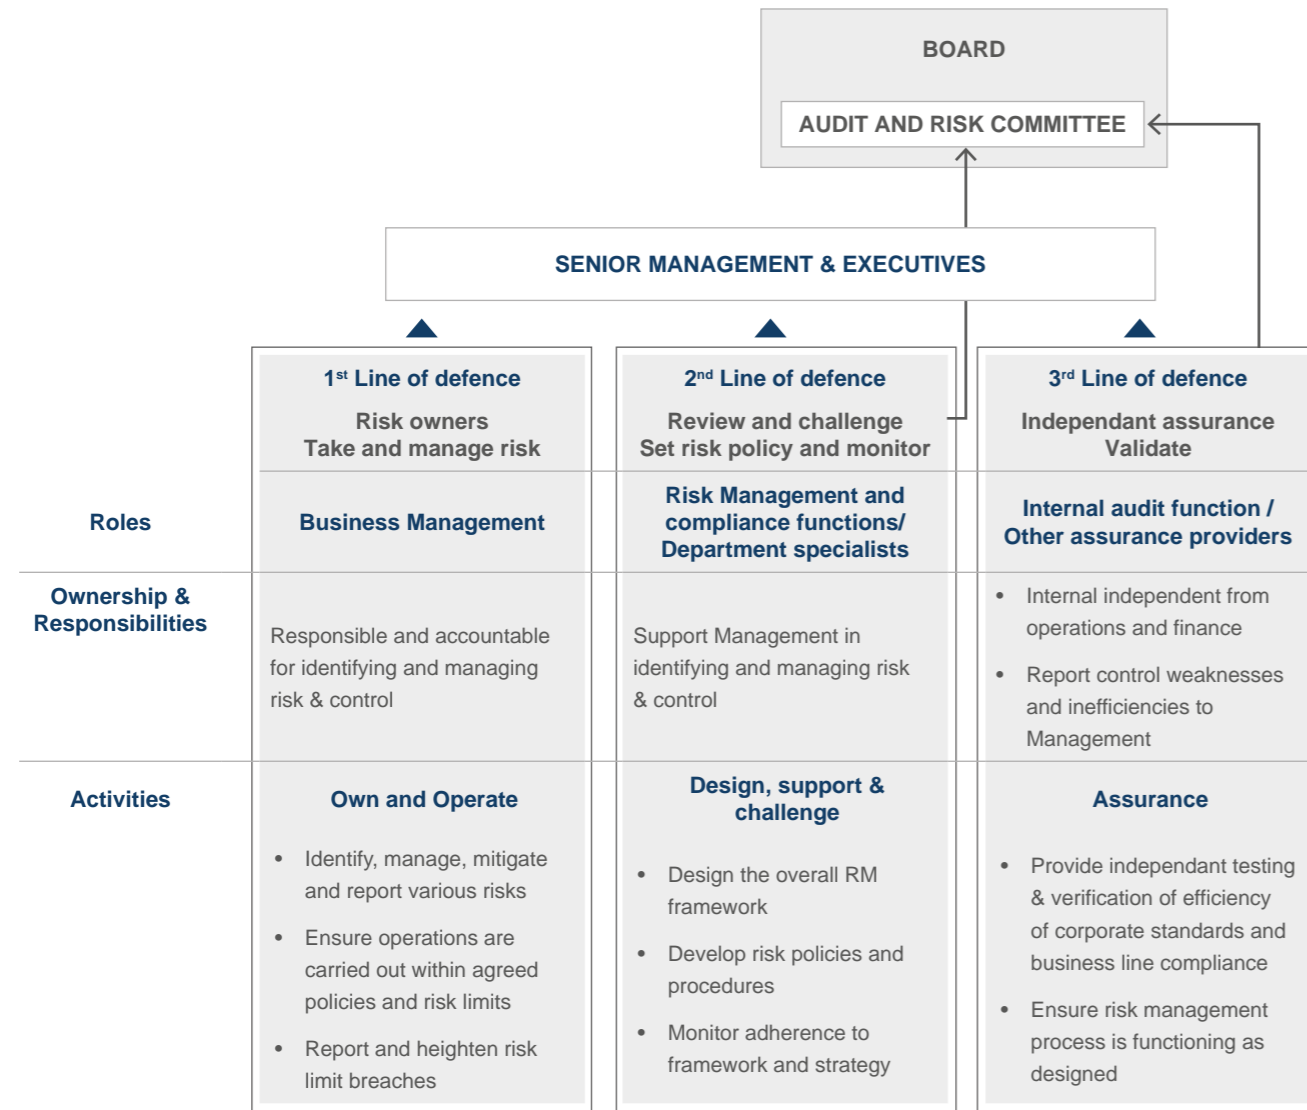 BOARD
AUDIT AND RISK COMMITTEE
SENIOR MANAGEMENT & EXECUTIVES
1st Line of defence
Risk owners
Take and manage risk
2nd Line of defence
Review and challenge
Set risk policy and monitor
3rd Line of defence
Independant assurance
Validate
Roles
Business Management
Risk Management and
compliance functions/
Department specialists
Internal audit function /
Other assurance providers
Ownership &
Responsibilities
Responsible and accountable
for identifying and managing
risk & control
Support Management in
identifying and managing risk
& control
• Internal independent from
operations and finance
• Report control weaknesses
and inefficiencies to
Management
Activities
Own and Operate
• Identify, manage, mitigate
and report various risks
• Ensure operations are
carried out within agreed
policies and risk limits
• Report and heighten risk
limit breaches
Design, support &
challenge
• Design the overall RM
framework
• Develop risk policies and
procedures
• Monitor adherence to
framework and strategy
Assurance
• Provide independant testing
& verification of efficiency
of corporate standards and
business line compliance
• Ensure risk management
process is functioning as
designed